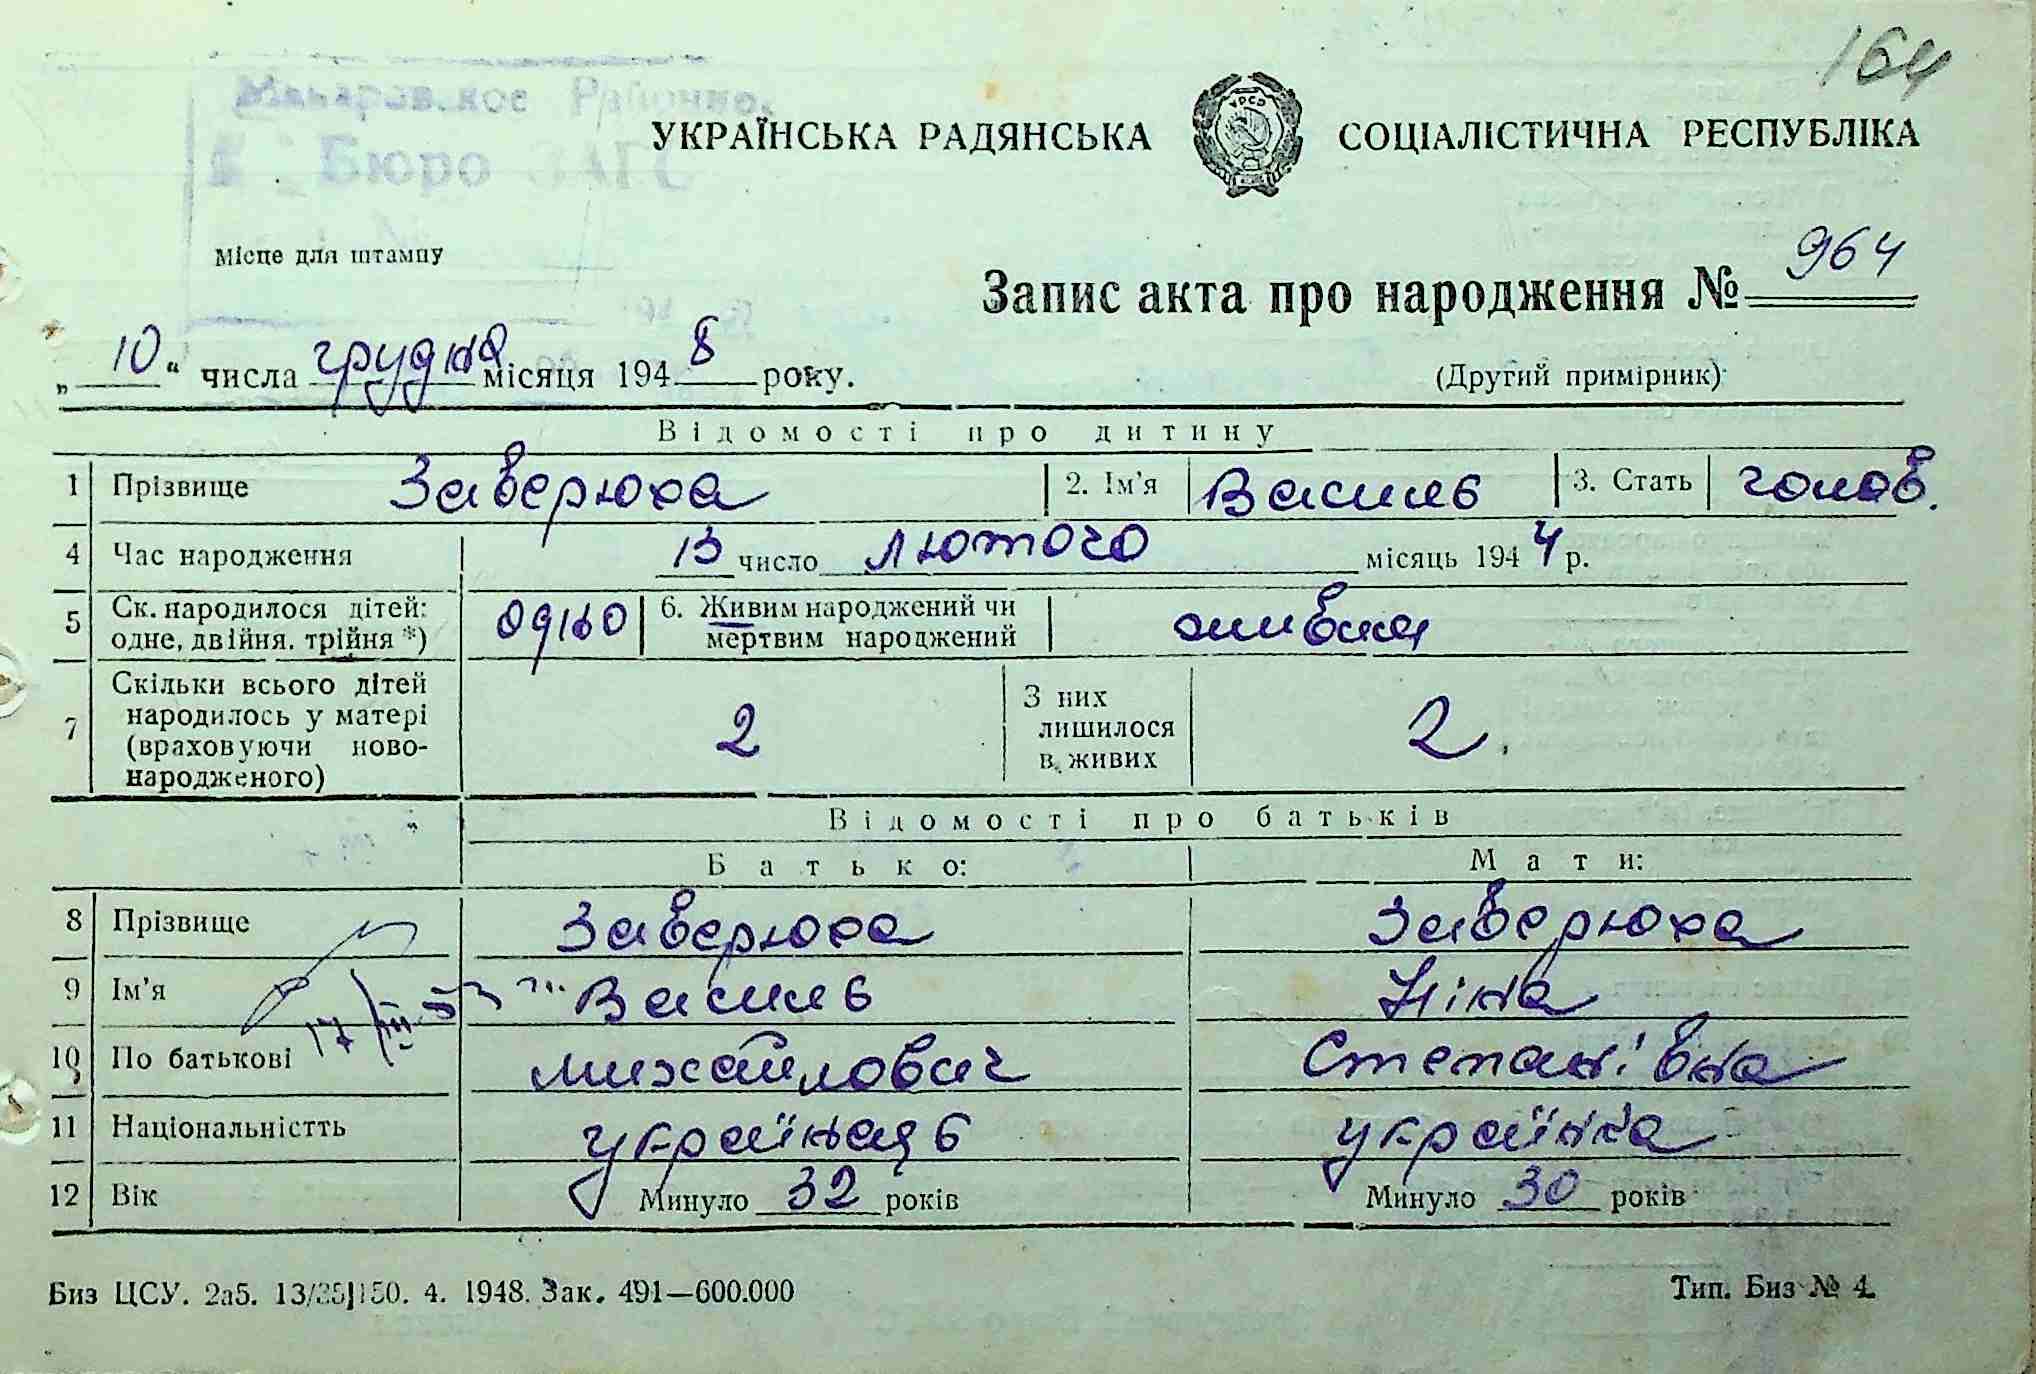 164
Макаровское Районное
Бюро ЗАГС
УКРАЇНСЬКА РАДЯНСЬКА СОЦІАЛІСТИЧНА РЕСПУБЛІКА
УРСР
Місце для штампу
Запис акта про народження № 964
„10“ числа грудня місяця 1948 року.
(Другий примірник)
Відомості про дитину
1 Прізвище Заверюха 2. Ім’я Василь 3. Стать чолов.
4 Час народження 13 число лютого місяць 1944 р.
5 Ск. народилося дітей: одно 6. Живим народжений чи живим
одне, двійня. трійня *) мертвим народжений
7 Скільки всього дітей 2 З них 2.
народилось у матері лишилося
(враховуючи ново- в живих
народженого)
Відомості про батьків
Батько: Мати:
8 Прізвище Заверюха Заверюха
9 Ім’я Василь Ніна
10 По батькові Михайлович Степанівна
11 Національністть українець українка
12 Вік Минуло 32 років Минуло 30 років
Биз ЦСУ. 2а5. 13/35|150. 4. 1948. Зак. 491—600.000 Тип. Биз № 4.